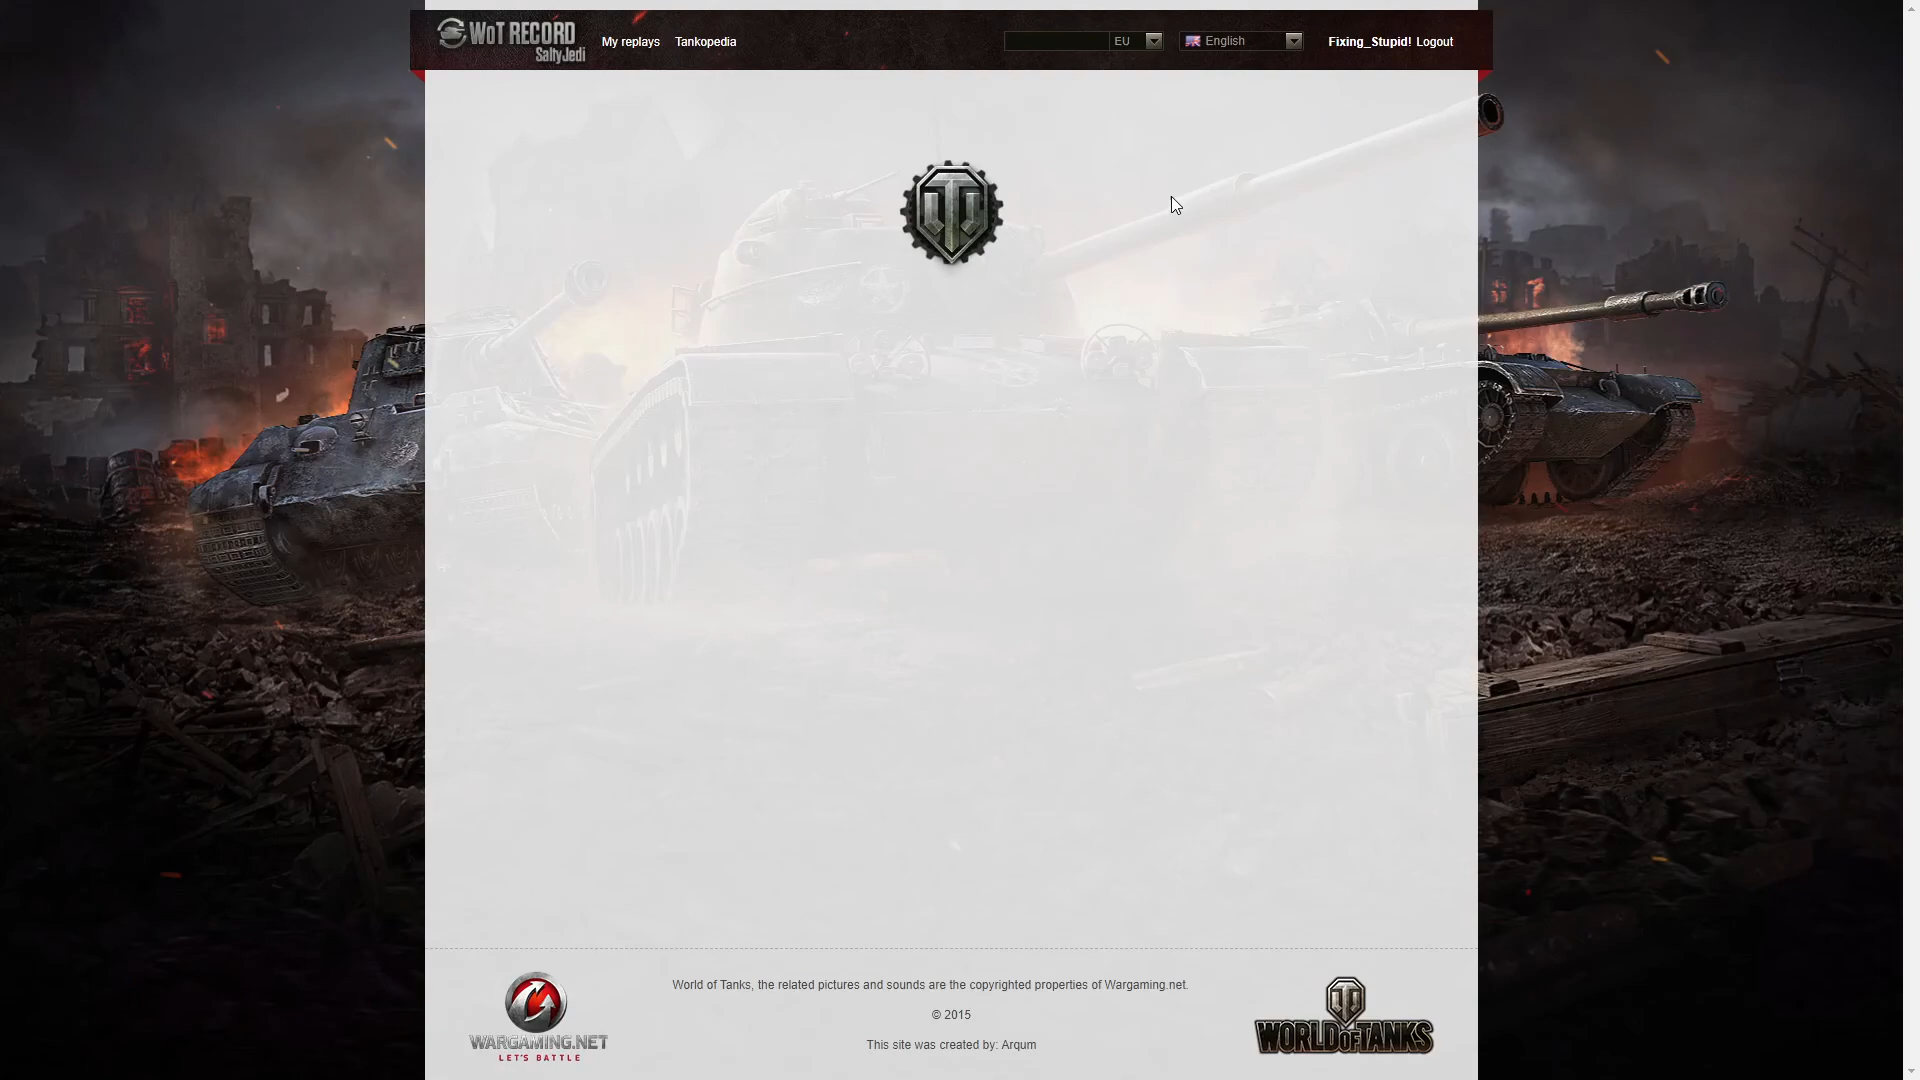 WoT RECORD
SaltyJedi
My replays
Tankopedia
EU
English
Fixing_Stupid! Logout
World of Tanks, the related pictures and sounds are the copyrighted properties of Wargaming.net.
© 2015
This site was created by: Arqum
WARGAMING.NET
LET'S BATTLE
WORLD OF TANKS